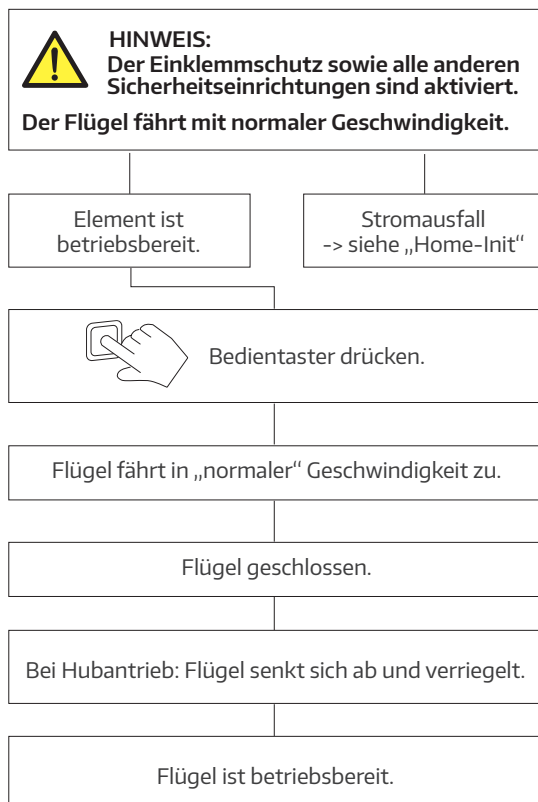 HINWEIS:
Der Einklemmschutz sowie alle anderen
Sicherheitseinrichtungen sind aktiviert.
Der Flügel fährt mit normaler Geschwindigkeit.
Element ist
betriebsbereit.
Stromausfall
-> siehe „Home-Init“
Bedientaster drücken.
Flügel fährt in „normaler“ Geschwindigkeit zu.
Flügel geschlossen.
Bei Hubantrieb: Flügel senkt sich ab und verriegelt.
Flügel ist betriebsbereit.